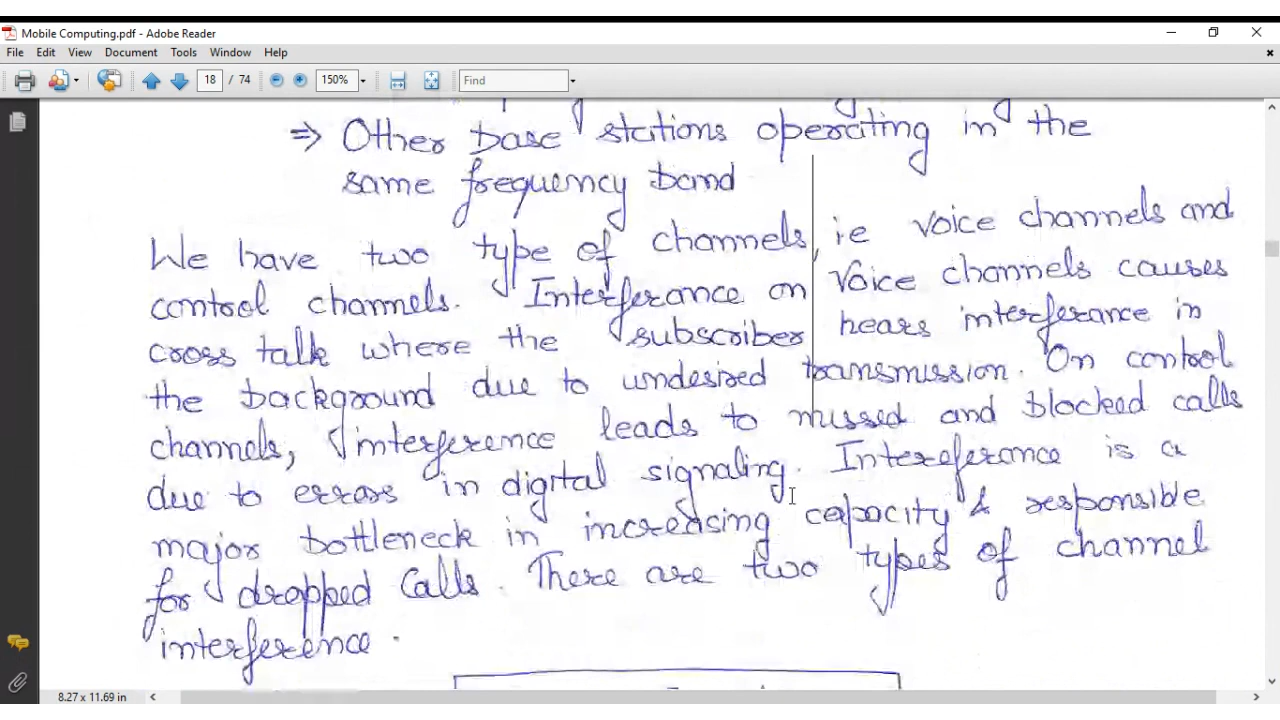 Mobile Computing.pdf - Adobe Reader
File Edit View Document Tools Window Help
18 / 74 150% Find
⇒ Other base stations operating in the
same frequency band
We have two type of channels, ie voice channels and
control channels. Interferance on voice channels causes
cross talk where the subscriber hears interferance in
the background due to undesired transmission. On control
channels, interference leads to missed and blocked calls
due to errors in digital signaling. Intereferance is a
major bottleneck in increasing capacity & responsible
for dropped calls. There are two types of channel
interference.
8.27 x 11.69 in